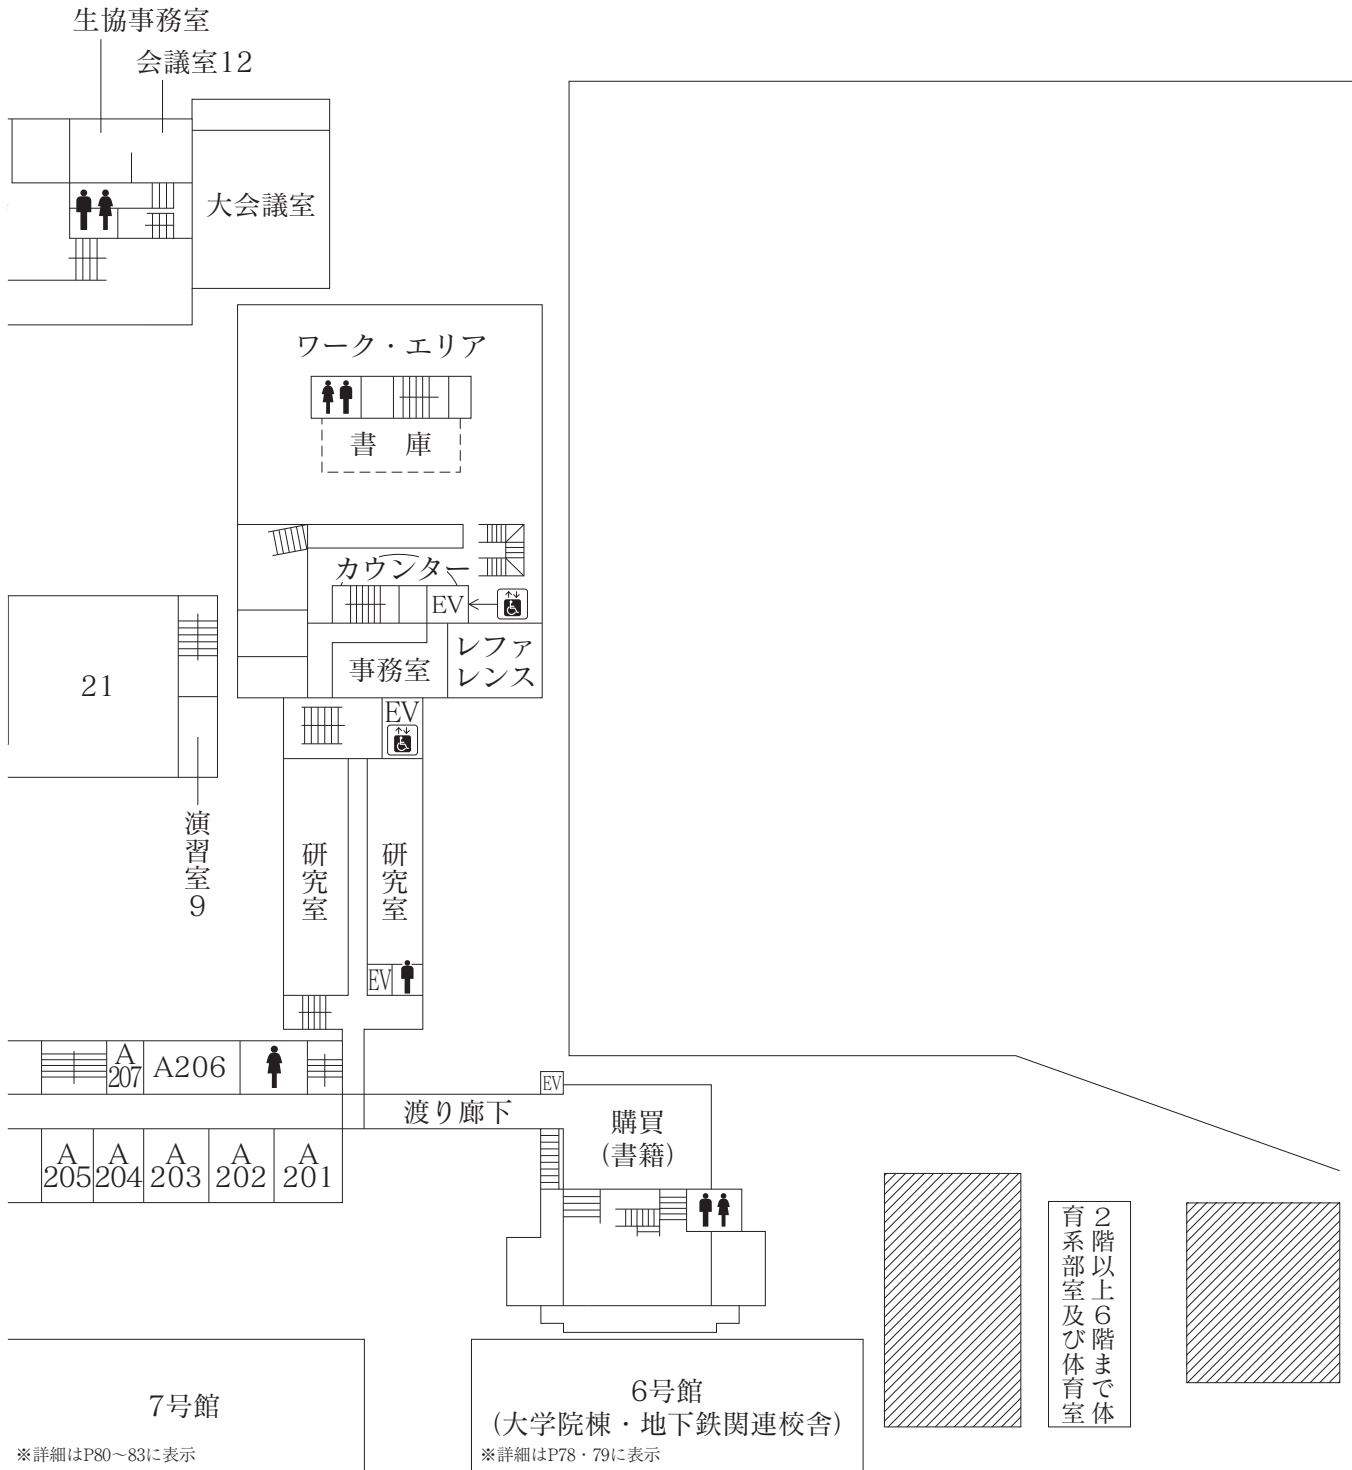 生協事務室
会議室12
大会議室
ワーク・エリア
書 庫
カウンター
EV
レファ
レンス
事務室
21
EV
演習室9
研究室
研究室
EV
A
207
A206
渡り廊下
EV
購買
(書籍)
A
205
A
204
A
203
A
202
A
201
2階以上6階まで体
育系部室及び体育室
7号館
※詳細はP80～83に表示
6号館
(大学院棟・地下鉄関連校舎)
※詳細はP78・79に表示